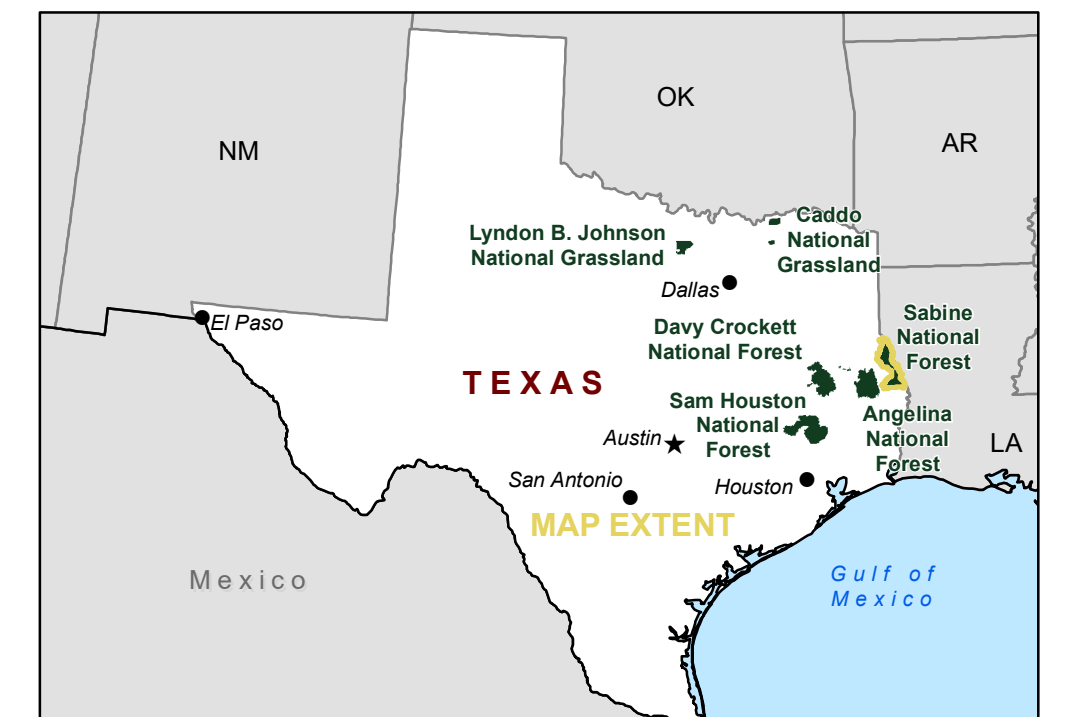 OK
AR
NM
Caddo
National
Grassland
Lyndon B. Johnson
National Grassland
Dallas
El Paso
Sabine
National
Forest
Davy Crockett
National Forest
TEXAS
Sam Houston
National
Forest
Angelina
National
Forest
Austin
LA
San Antonio
Houston
MAP EXTENT
Mexico
Gulf of
Mexico